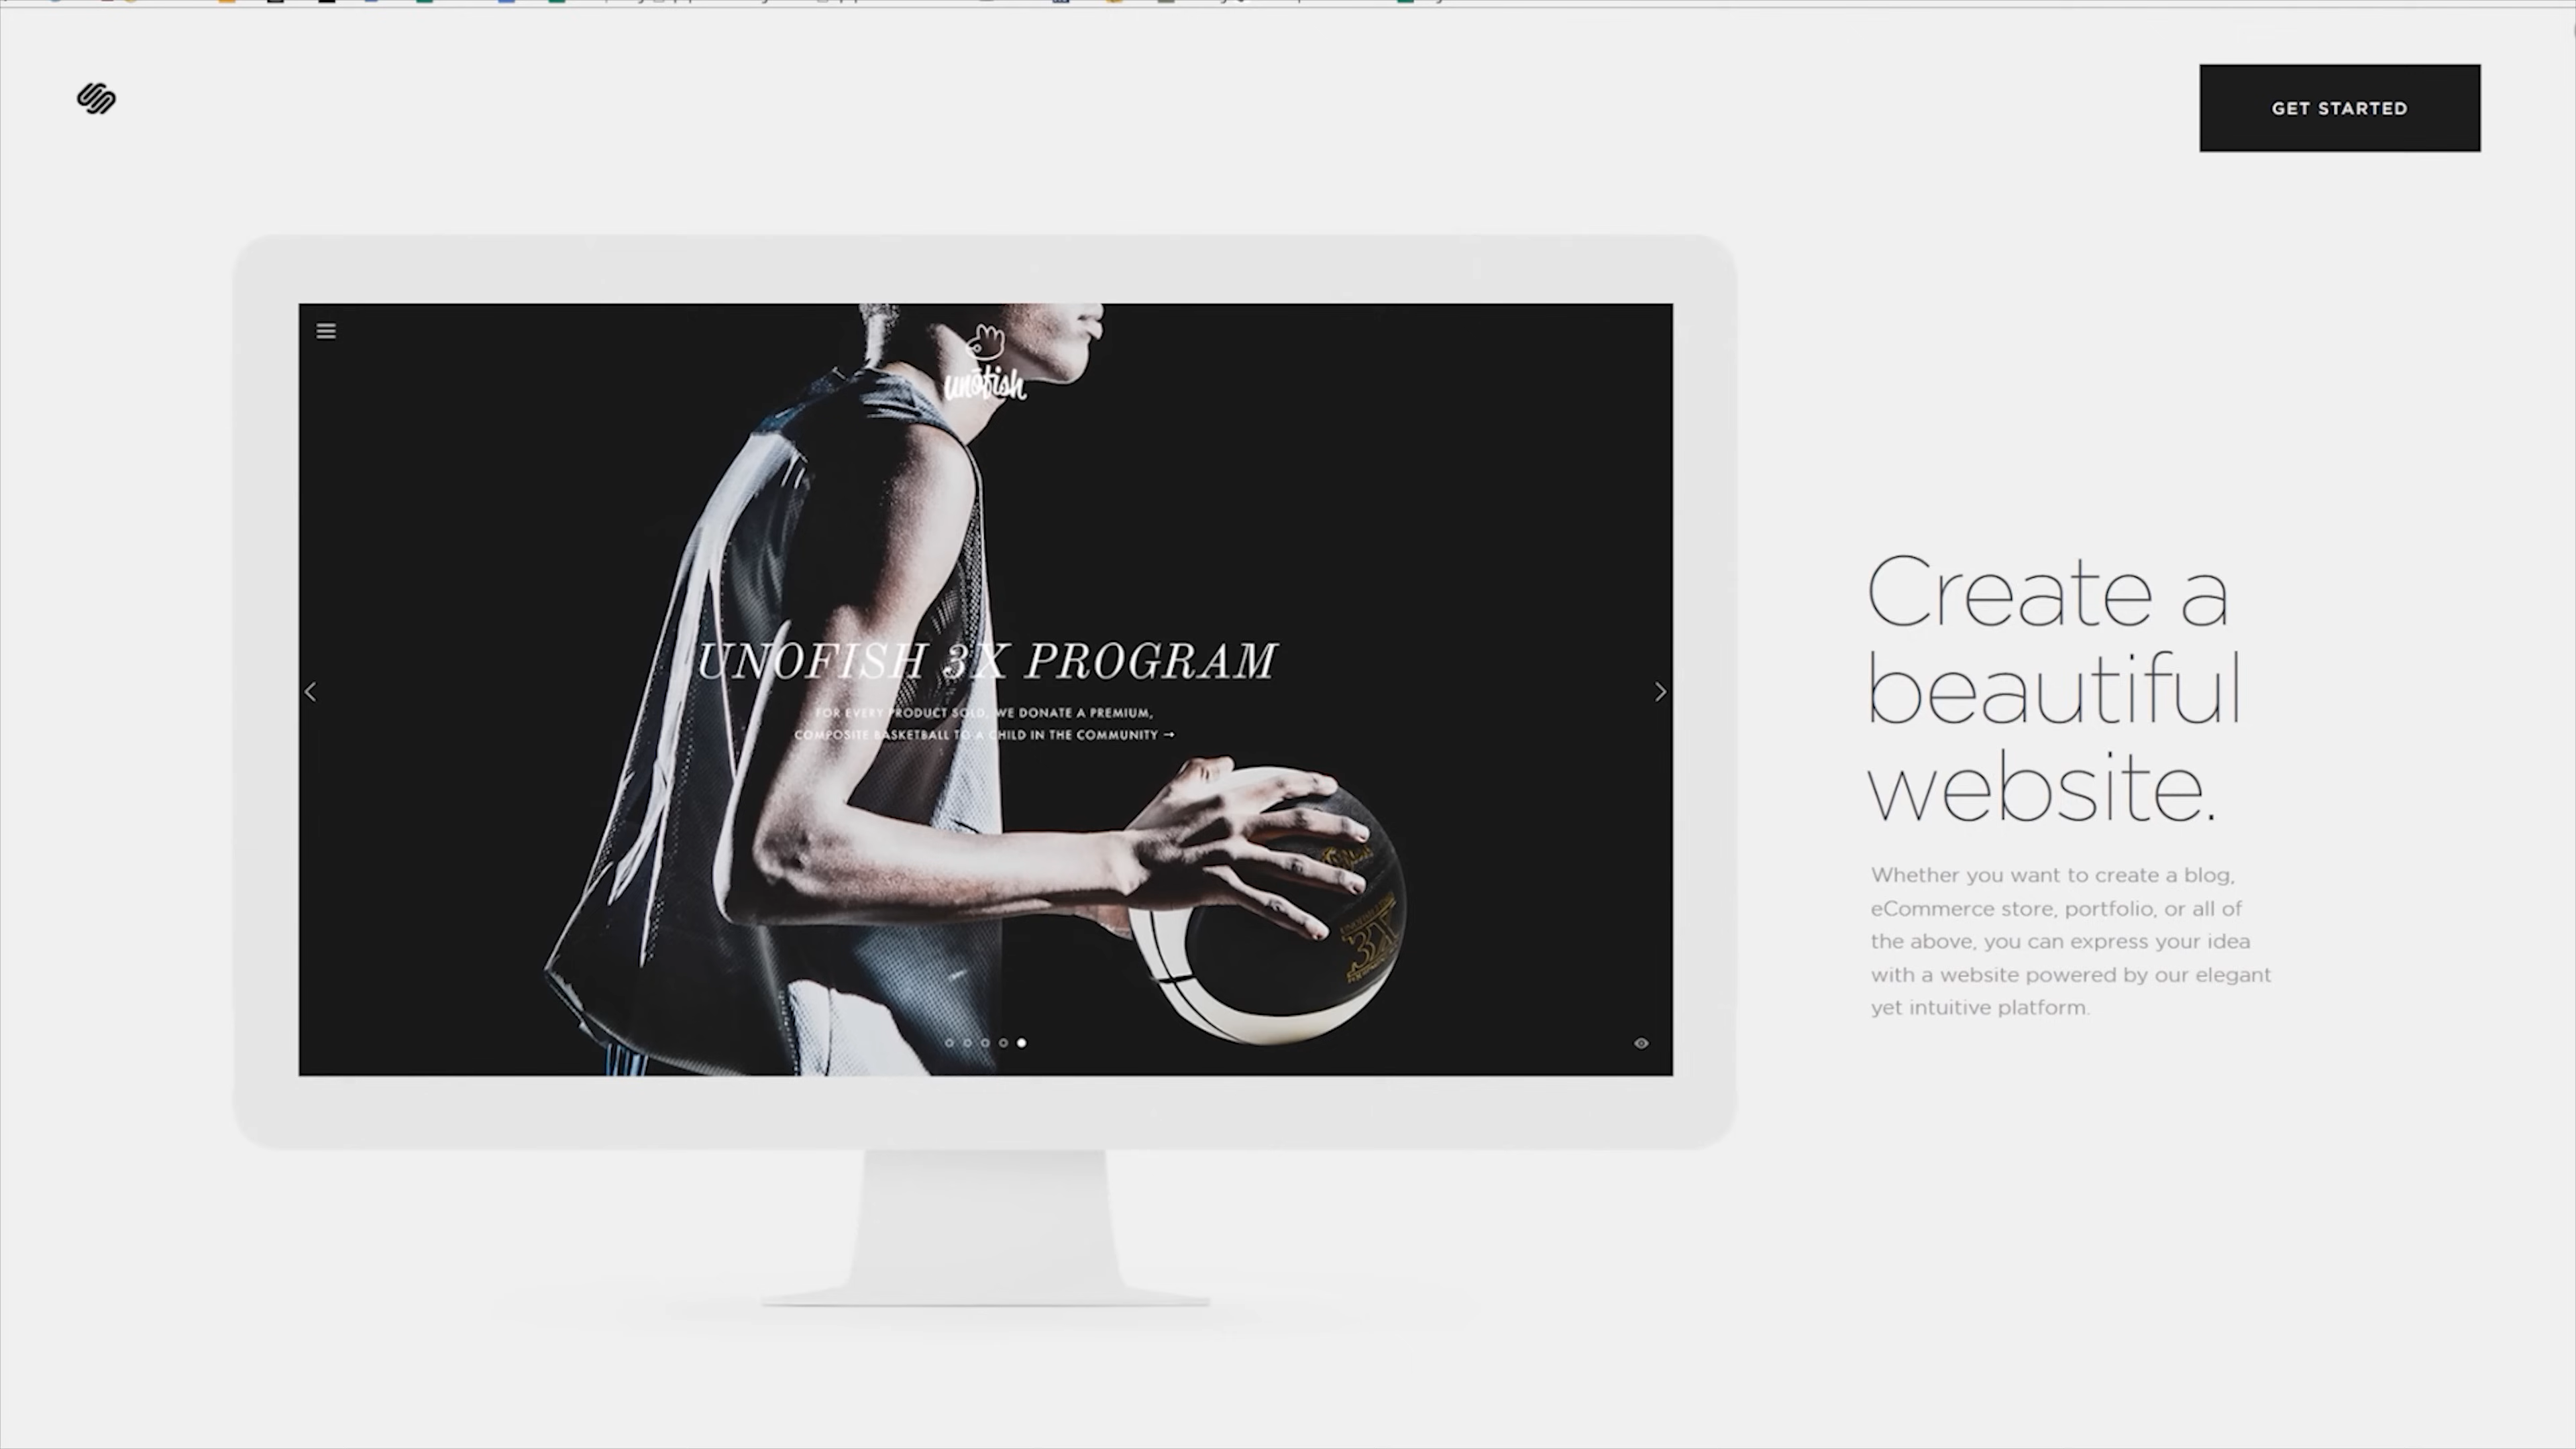 GET STARTED
unofish
UNOFISH 3X PROGRAM
FOR EVERY PRODUCT SOLD, WE DONATE A PREMIUM,
COMPOSITE BASKETBALL TO A CHILD IN THE COMMUNITY →
3X
Create a
beautiful
website.
Whether you want to create a blog,
eCommerce store, portfolio, or all of
the above, you can express your idea
with a website powered by our elegant
yet intuitive platform.